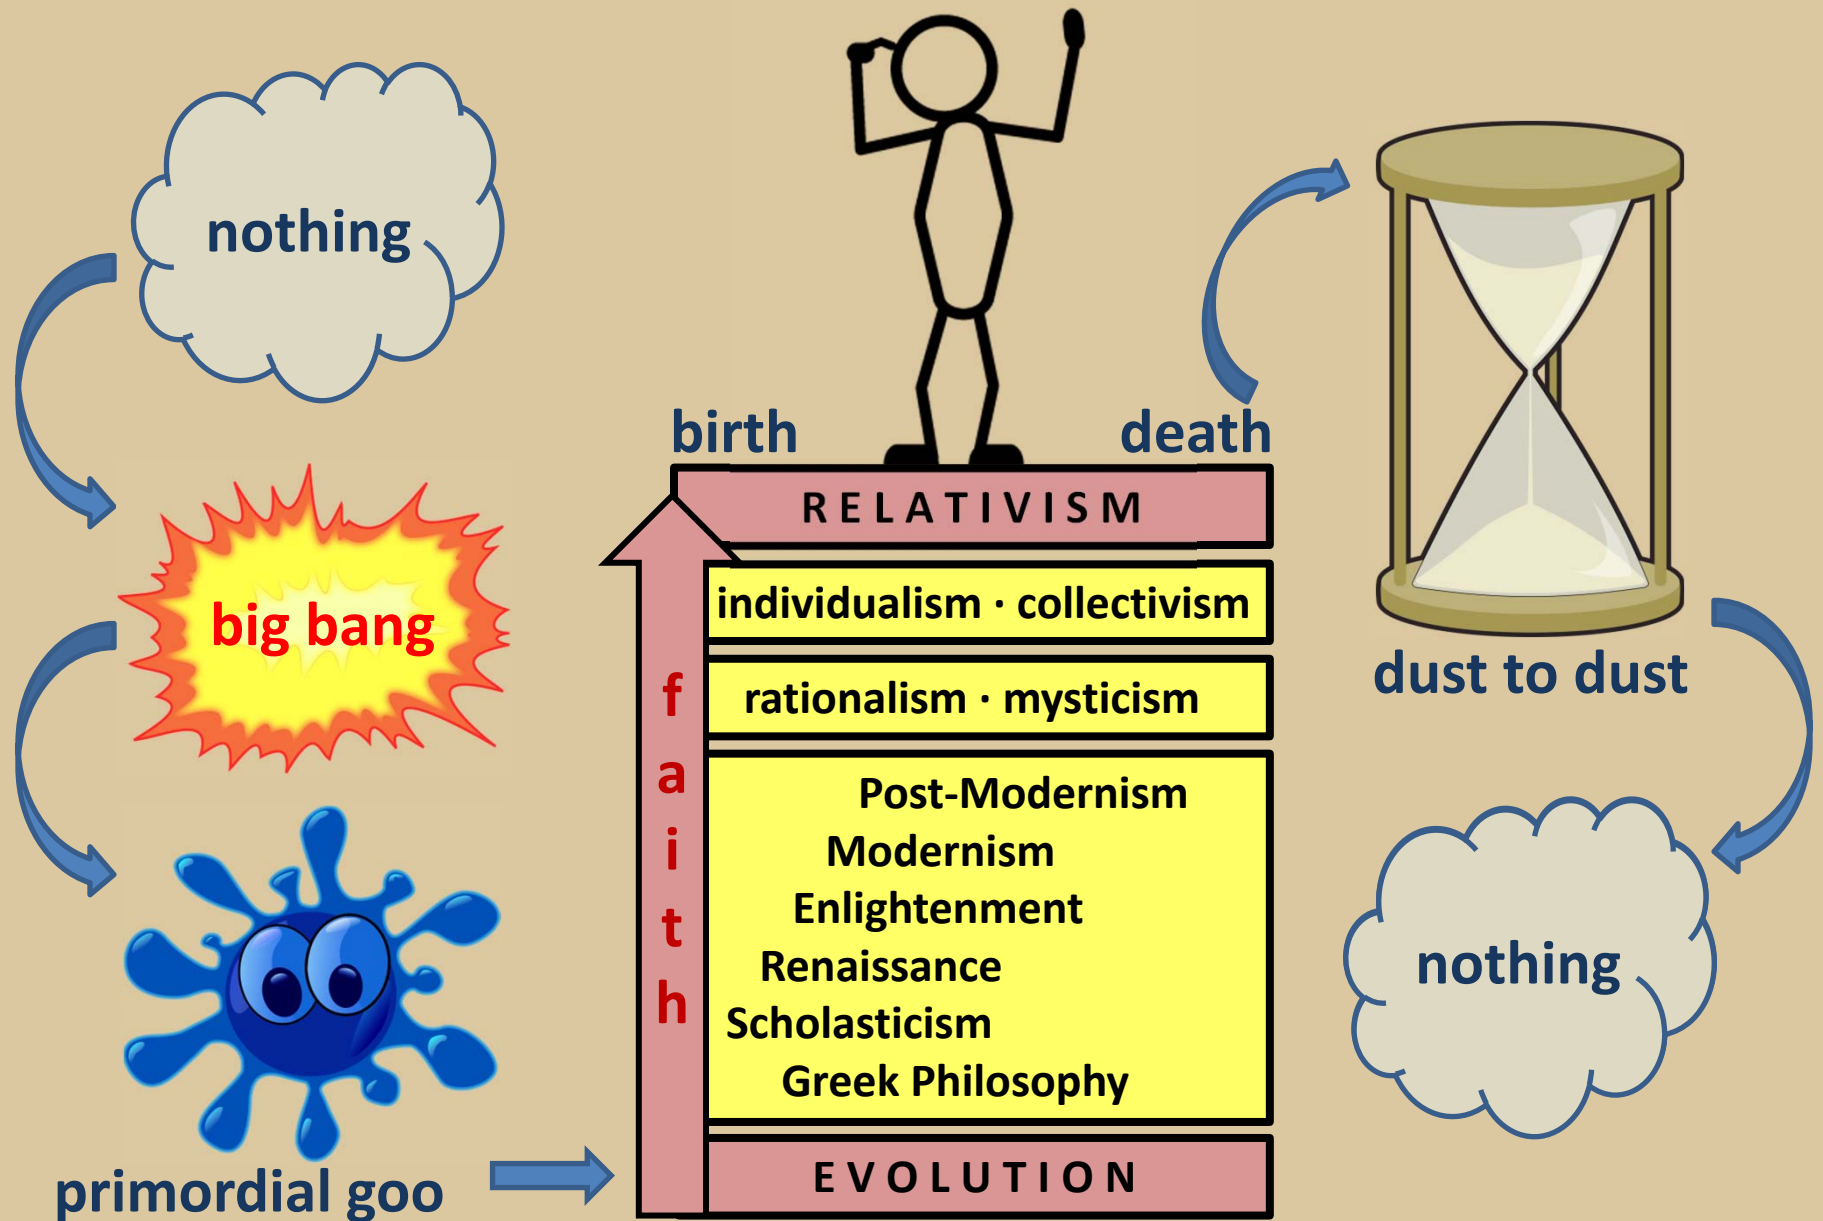 nothing
big bang
primordial goo
birth
death
RELATIVISM
individualism · collectivism
rationalism · mysticism
faith
Post-Modernism
Modernism
Enlightenment
Renaissance
Scholasticism
Greek Philosophy
EVOLUTION
dust to dust
nothing